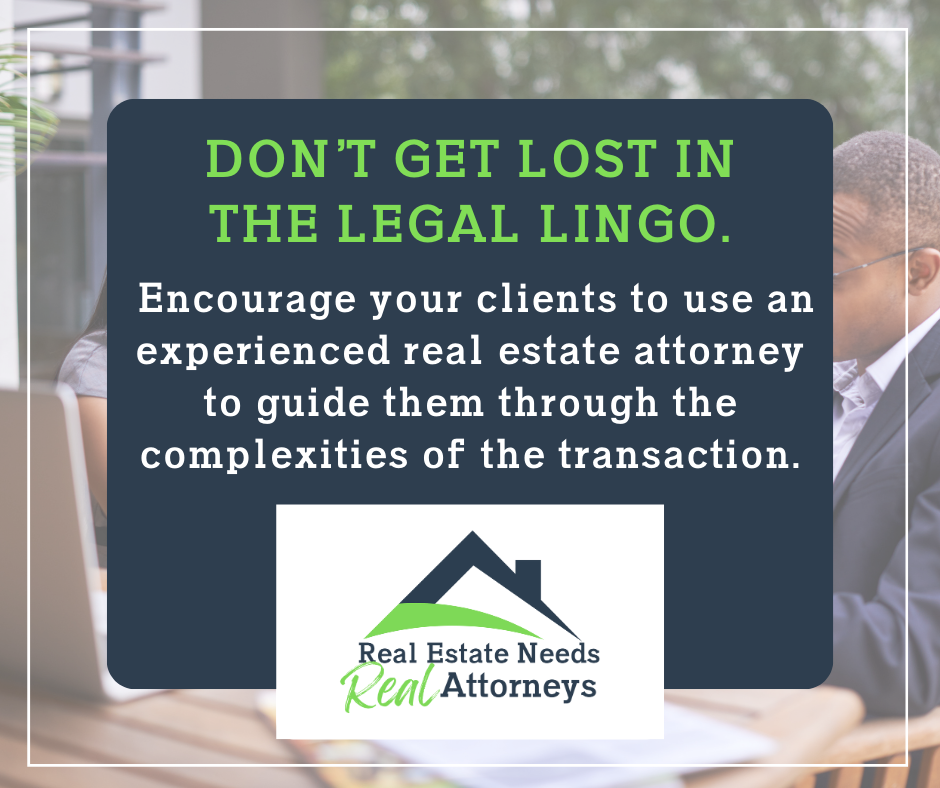 DON'T GET LOST IN
THE LEGAL LINGO.
Encourage your clients to use an
experienced real estate attorney
to guide them through the
complexities of the transaction.
Real Estate Needs
Real Attorneys